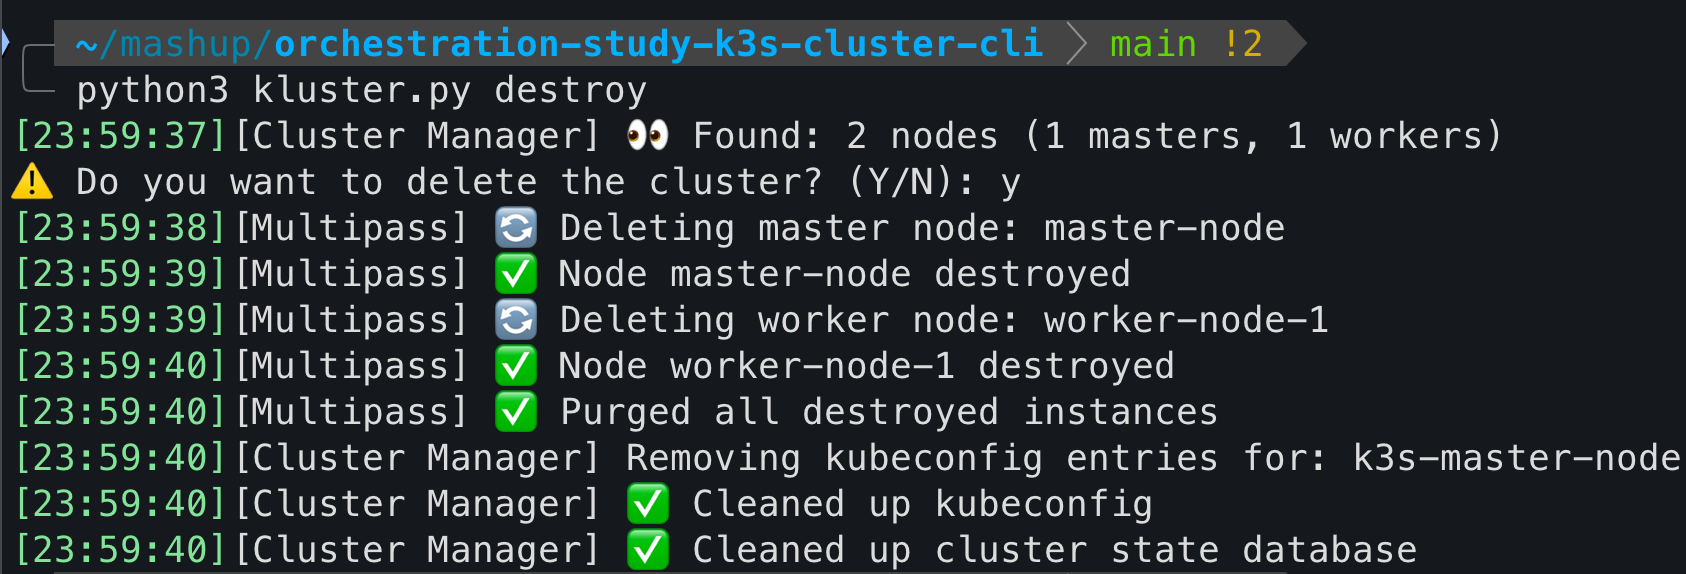 ~/mashup/orchestration-study-k3s-cluster-cli main !2
python3 kluster.py destroy
[23:59:37][Cluster Manager] 👀 Found: 2 nodes (1 masters, 1 workers)
⚠️ Do you want to delete the cluster? (Y/N): y
[23:59:38][Multipass] 🔄 Deleting master node: master-node
[23:59:39][Multipass] ✅ Node master-node destroyed
[23:59:39][Multipass] 🔄 Deleting worker node: worker-node-1
[23:59:40][Multipass] ✅ Node worker-node-1 destroyed
[23:59:40][Multipass] ✅ Purged all destroyed instances
[23:59:40][Cluster Manager] Removing kubeconfig entries for: k3s-master-node
[23:59:40][Cluster Manager] ✅ Cleaned up kubeconfig
[23:59:40][Cluster Manager] ✅ Cleaned up cluster state database